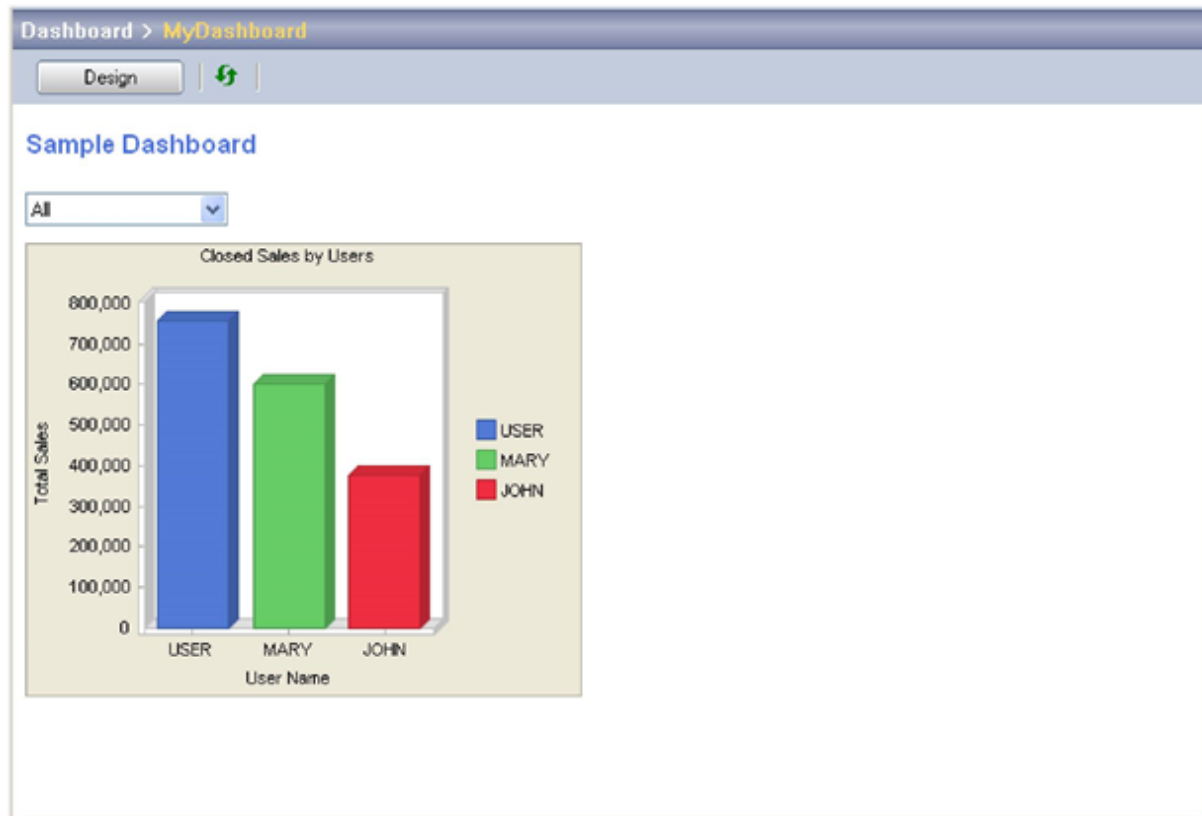 Dashboard > MyDashboard
Design
Sample Dashboard
All
Closed Sales by Users
Total Sales
800,000
700,000
600,000
500,000
400,000
300,000
200,000
100,000
0
USER MARY JOHN
User Name
USER
MARY
JOHN